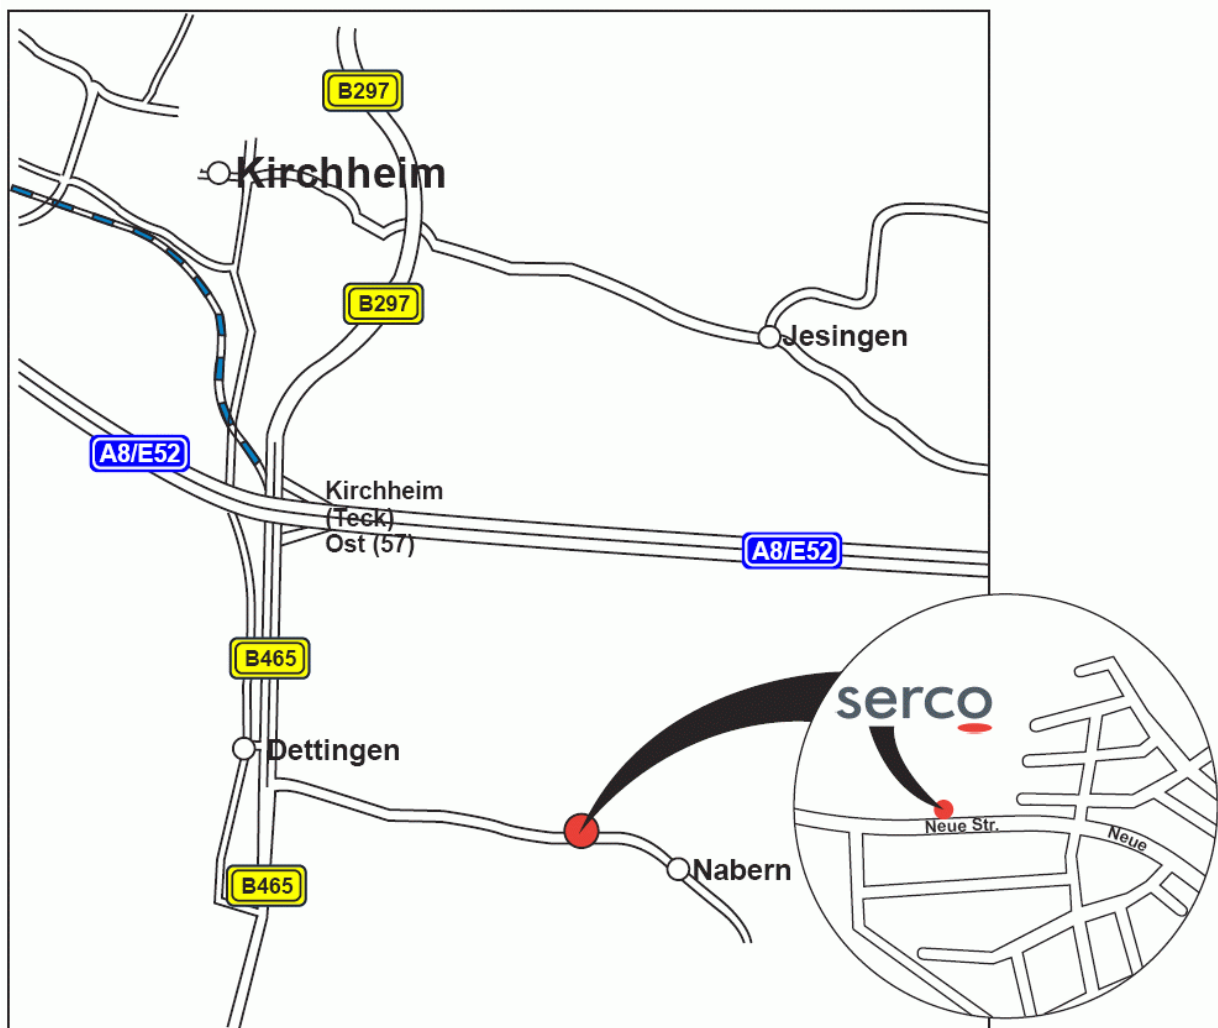 B297
Kirchheim
B297
Jesingen
A8/E52
Kirchheim
(Teck)
Ost (57)
A8/E52
B465
serco
Dettingen
Neue Str.
Neue
Nabern
B465